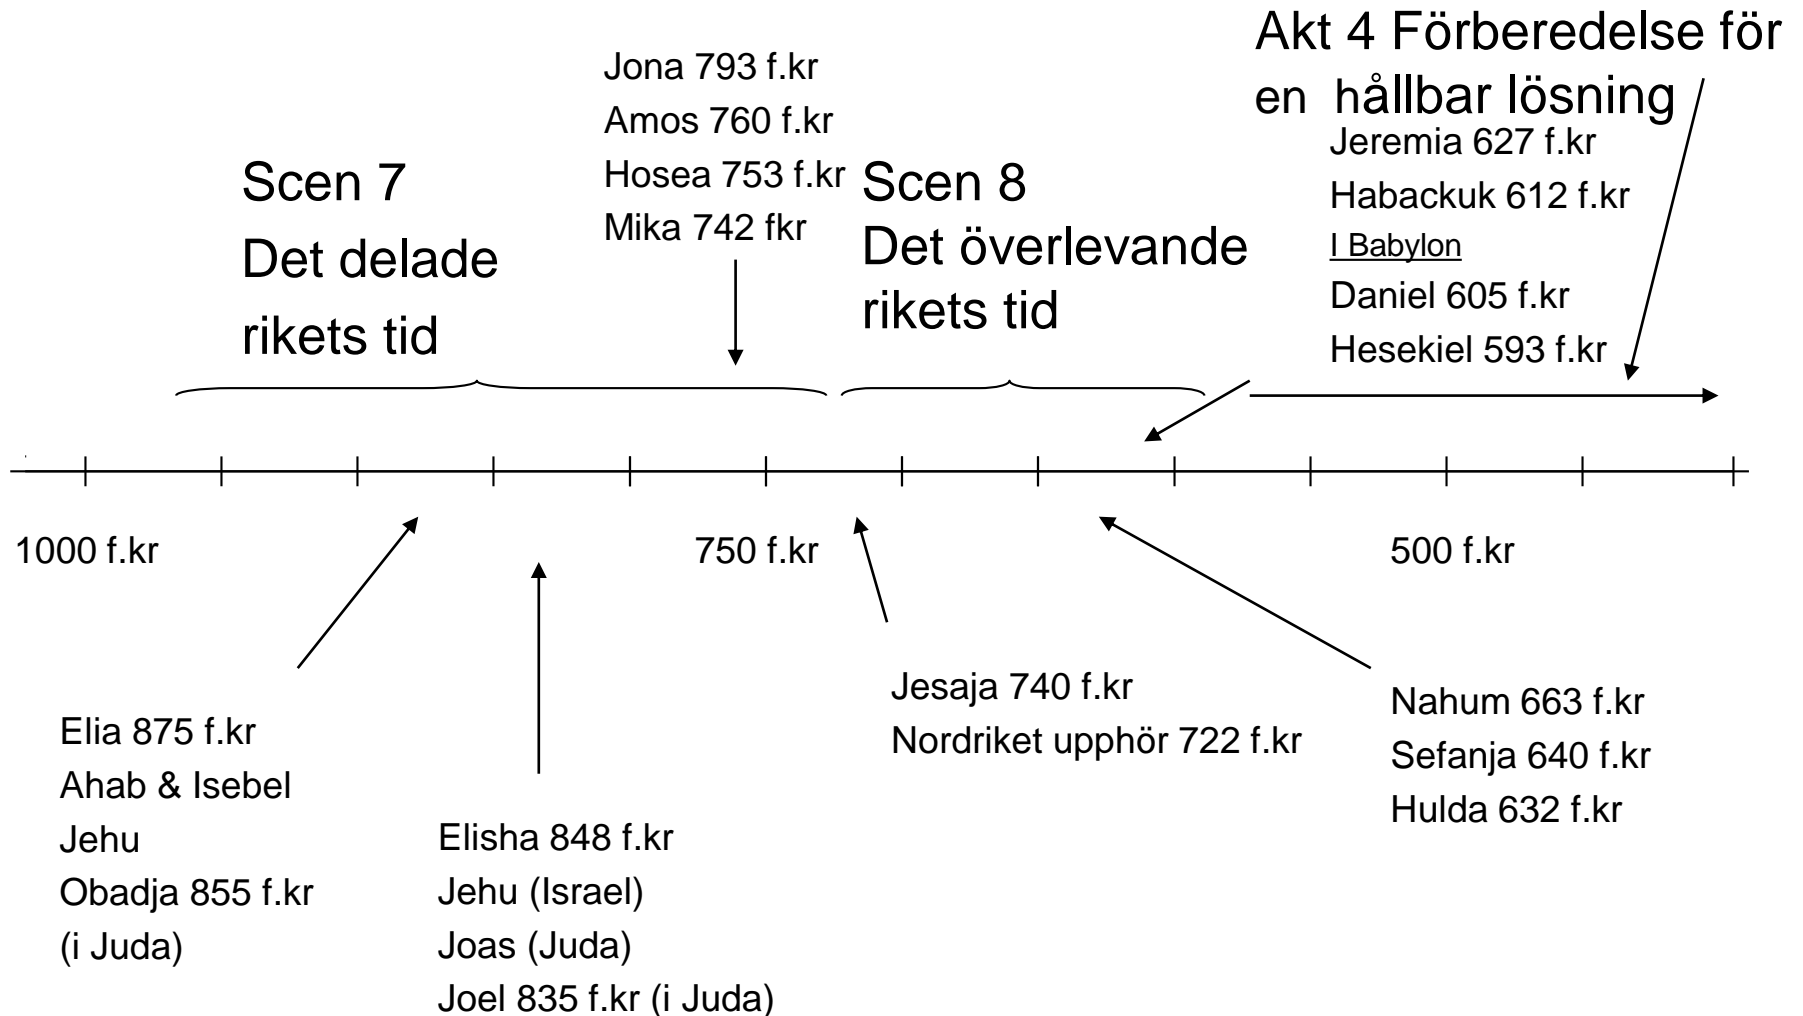 Akt 4 Förberedelse för
en hållbar lösning
Jona 793 f.kr
Amos 760 f.kr
Hosea 753 f.kr
Mika 742 fkr
Jeremia 627 f.kr
Habackuk 612 f.kr
I Babylon
Daniel 605 f.kr
Hesekiel 593 f.kr
Scen 7
Det delade
rikets tid
Scen 8
Det överlevande
rikets tid
1000 f.kr
750 f.kr
500 f.kr
Elia 875 f.kr
Ahab & Isebel
Jehu
Obadja 855 f.kr
(i Juda)
Elisha 848 f.kr
Jehu (Israel)
Joas (Juda)
Joel 835 f.kr (i Juda)
Jesaja 740 f.kr
Nordriket upphör 722 f.kr
Nahum 663 f.kr
Sefanja 640 f.kr
Hulda 632 f.kr